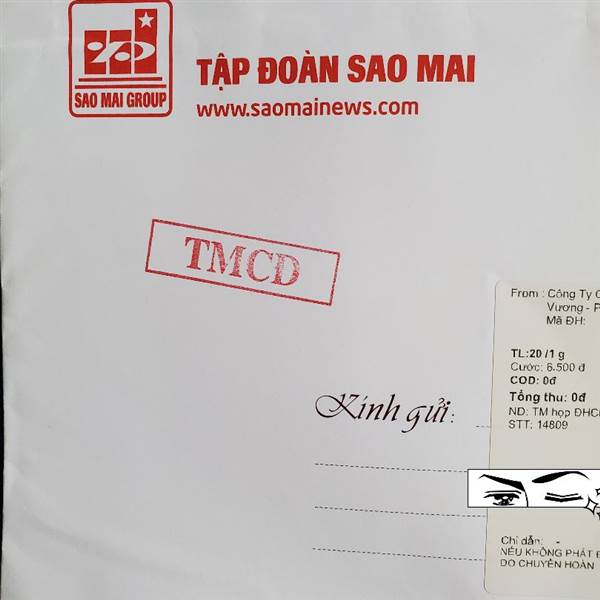 SAO MAI GROUP
TẬP ĐOÀN SAO MAI
www.saomainews.com
TMCD
From : Công Ty
Vương - P
Mã ĐH:
TL:20 /1 g
Cước: 6.500 đ
COD: 0đ
Tổng thu: 0đ
ND: TM họp ĐHC
STT: 14809
Kính gửi:
Chỉ dẫn: -
NẾU KHÔNG PHÁT
DO CHUYỂN HOÀN